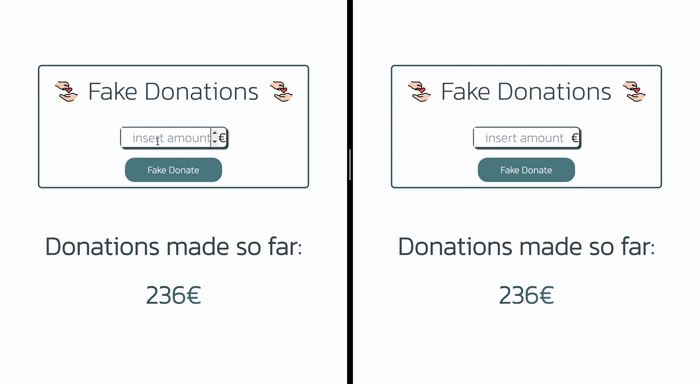 Fake Donations
insert amount €
Fake Donate
Donations made so far:
236€
Fake Donations
insert amount €
Fake Donate
Donations made so far:
236€